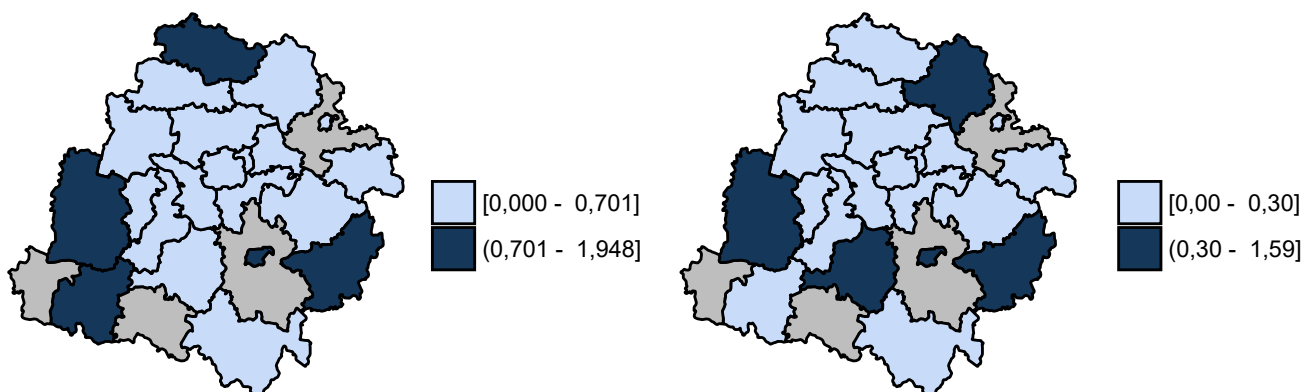 [0,000 - 0,701]
(0,701 - 1,948]
[0,00 - 0,30]
(0,30 - 1,59]